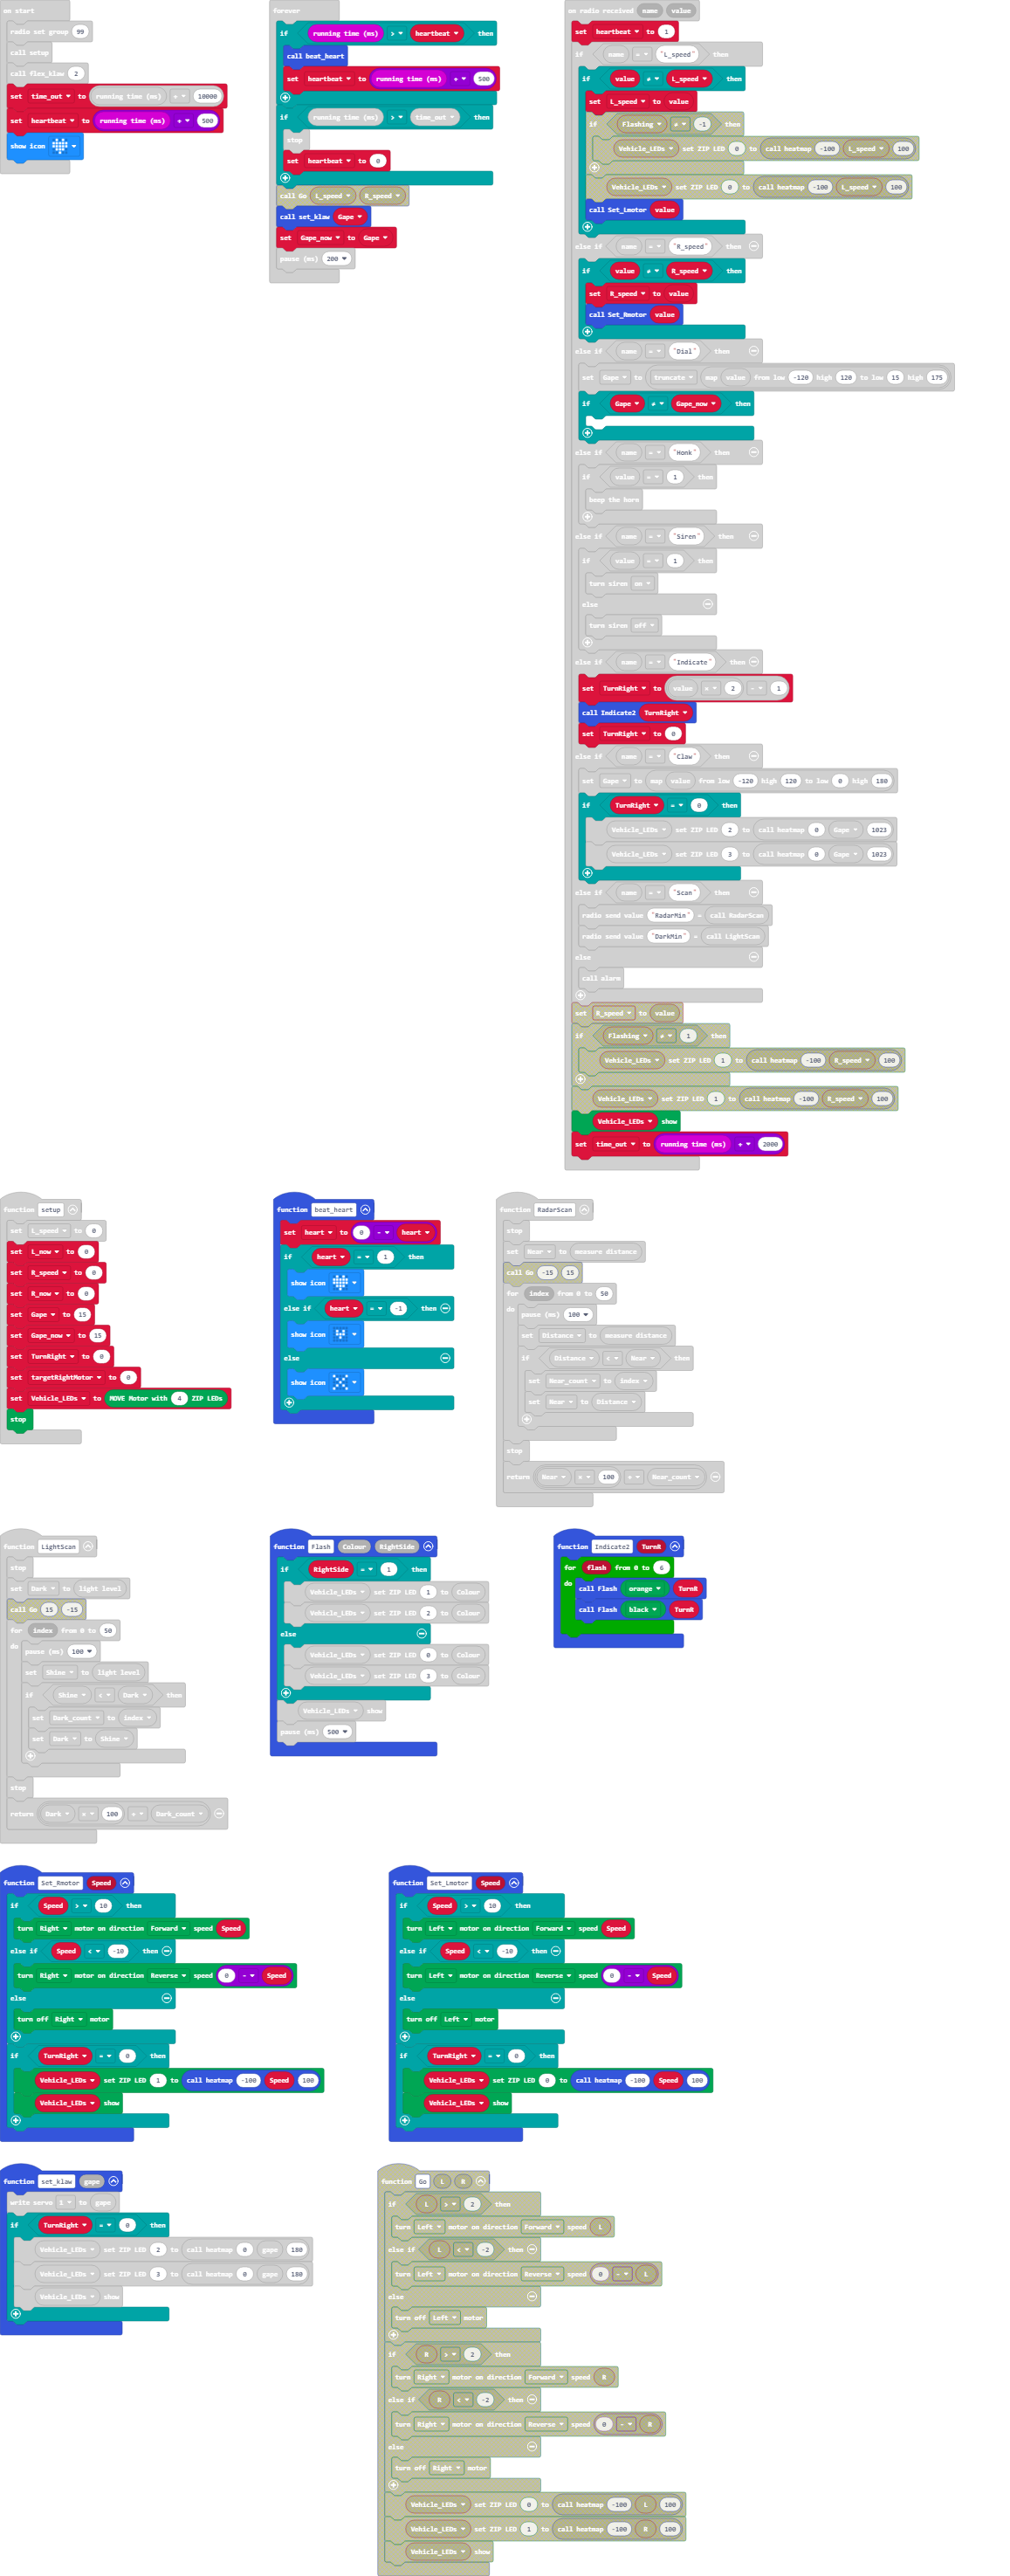 on start
radio set group 99
call setup
call flex_klaw 2
set time_out to running time (ms) + 10000
set heartbeat to running time (ms) + 500
show icon
forever
if running time (ms) > heartbeat then
call beat_heart
set heartbeat to running time (ms) + 500
if running time (ms) > time_out then
stop
set heartbeat to 0
call Go L_speed R_speed
call set_klaw Gape
set Gape_now to Gape
pause (ms) 200
on radio received name value
set heartbeat to 1
if name = "L_speed" then
if value ≠ L_speed then
set L_speed to value
if Flashing ≠ -1 then
Vehicle_LEDs set ZIP LED 0 to call heatmap -100 L_speed 100
Vehicle_LEDs set ZIP LED 0 to call heatmap -100 L_speed 100
call Set_Lmotor value
else if name = "R_speed" then
if value ≠ R_speed then
set R_speed to value
call Set_Rmotor value
else if name = "Dial" then
set Gape to truncate map value from low -120 high 120 to low 15 high 175
if Gape ≠ Gape_now then
else if name = "Honk" then
if value = 1 then
beep the horn
else if name = "Siren" then
if value = 1 then
turn siren on
else
turn siren off
else if name = "Indicate" then
set TurnRight to value × 2 - 1
call Indicate2 TurnRight
set TurnRight to 0
else if name = "Claw" then
set Gape to map value from low -120 high 120 to low 0 high 180
if TurnRight = 0 then
Vehicle_LEDs set ZIP LED 2 to call heatmap 0 Gape 1023
Vehicle_LEDs set ZIP LED 3 to call heatmap 0 Gape 1023
else if name = "Scan" then
radio send value "RadarMin" = call RadarScan
radio send value "DarkMin" = call LightScan
else
call alarm
set R_speed to value
if Flashing ≠ 1 then
Vehicle_LEDs set ZIP LED 1 to call heatmap -100 R_speed 100
Vehicle_LEDs set ZIP LED 1 to call heatmap -100 R_speed 100
Vehicle_LEDs show
set time_out to running time (ms) + 2000
function setup
set L_speed to 0
set L_now to 0
set R_speed to 0
set R_now to 0
set Gape to 15
set Gape_now to 15
set TurnRight to 0
set targetRightMotor to 0
set Vehicle_LEDs to MOVE Motor with 4 ZIP LEDs
stop
function beat_heart
set heart to 0 - heart
if heart = 1 then
show icon
else if heart = -1 then
show icon
else
show icon
function RadarScan
stop
set Near to measure distance
call Go -15 15
for index from 0 to 50
do pause (ms) 100
set Distance to measure distance
if Distance < Near then
set Near_count to index
set Near to Distance
stop
return Near × 100 + Near_count
function LightScan
stop
set Dark to light level
call Go 15 -15
for index from 0 to 50
do pause (ms) 100
set Shine to light level
if Shine < Dark then
set Dark_count to index
set Dark to Shine
stop
return Dark × 100 + Dark_count
function Flash Colour RightSide
if RightSide = 1 then
Vehicle_LEDs set ZIP LED 1 to Colour
Vehicle_LEDs set ZIP LED 2 to Colour
else
Vehicle_LEDs set ZIP LED 0 to Colour
Vehicle_LEDs set ZIP LED 3 to Colour
Vehicle_LEDs show
pause (ms) 500
function Indicate2 TurnR
for flash from 0 to 6
do call Flash orange TurnR
call Flash black TurnR
function Set_Rmotor Speed
if Speed > 10 then
turn Right motor on direction Forward speed Speed
else if Speed < -10 then
turn Right motor on direction Reverse speed 0 - Speed
else
turn off Right motor
if TurnRight = 0 then
Vehicle_LEDs set ZIP LED 1 to call heatmap -100 Speed 100
Vehicle_LEDs show
function Set_Lmotor Speed
if Speed > 10 then
turn Left motor on direction Forward speed Speed
else if Speed < -10 then
turn Left motor on direction Reverse speed 0 - Speed
else
turn off Left motor
if TurnRight = 0 then
Vehicle_LEDs set ZIP LED 0 to call heatmap -100 Speed 100
Vehicle_LEDs show
function set_klaw gape
write servo 1 to gape
if TurnRight = 0 then
Vehicle_LEDs set ZIP LED 2 to call heatmap 0 gape 180
Vehicle_LEDs set ZIP LED 3 to call heatmap 0 gape 180
Vehicle_LEDs show
function Go L R
if L > 2 then
turn Left motor on direction Forward speed L
else if L < -2 then
turn Left motor on direction Reverse speed 0 - L
else
turn off Left motor
if R > 2 then
turn Right motor on direction Forward speed R
else if R < -2 then
turn Right motor on direction Reverse speed 0 - R
else
turn off Right motor
Vehicle_LEDs set ZIP LED 0 to call heatmap -100 L 100
Vehicle_LEDs set ZIP LED 1 to call heatmap -100 R 100
Vehicle_LEDs show